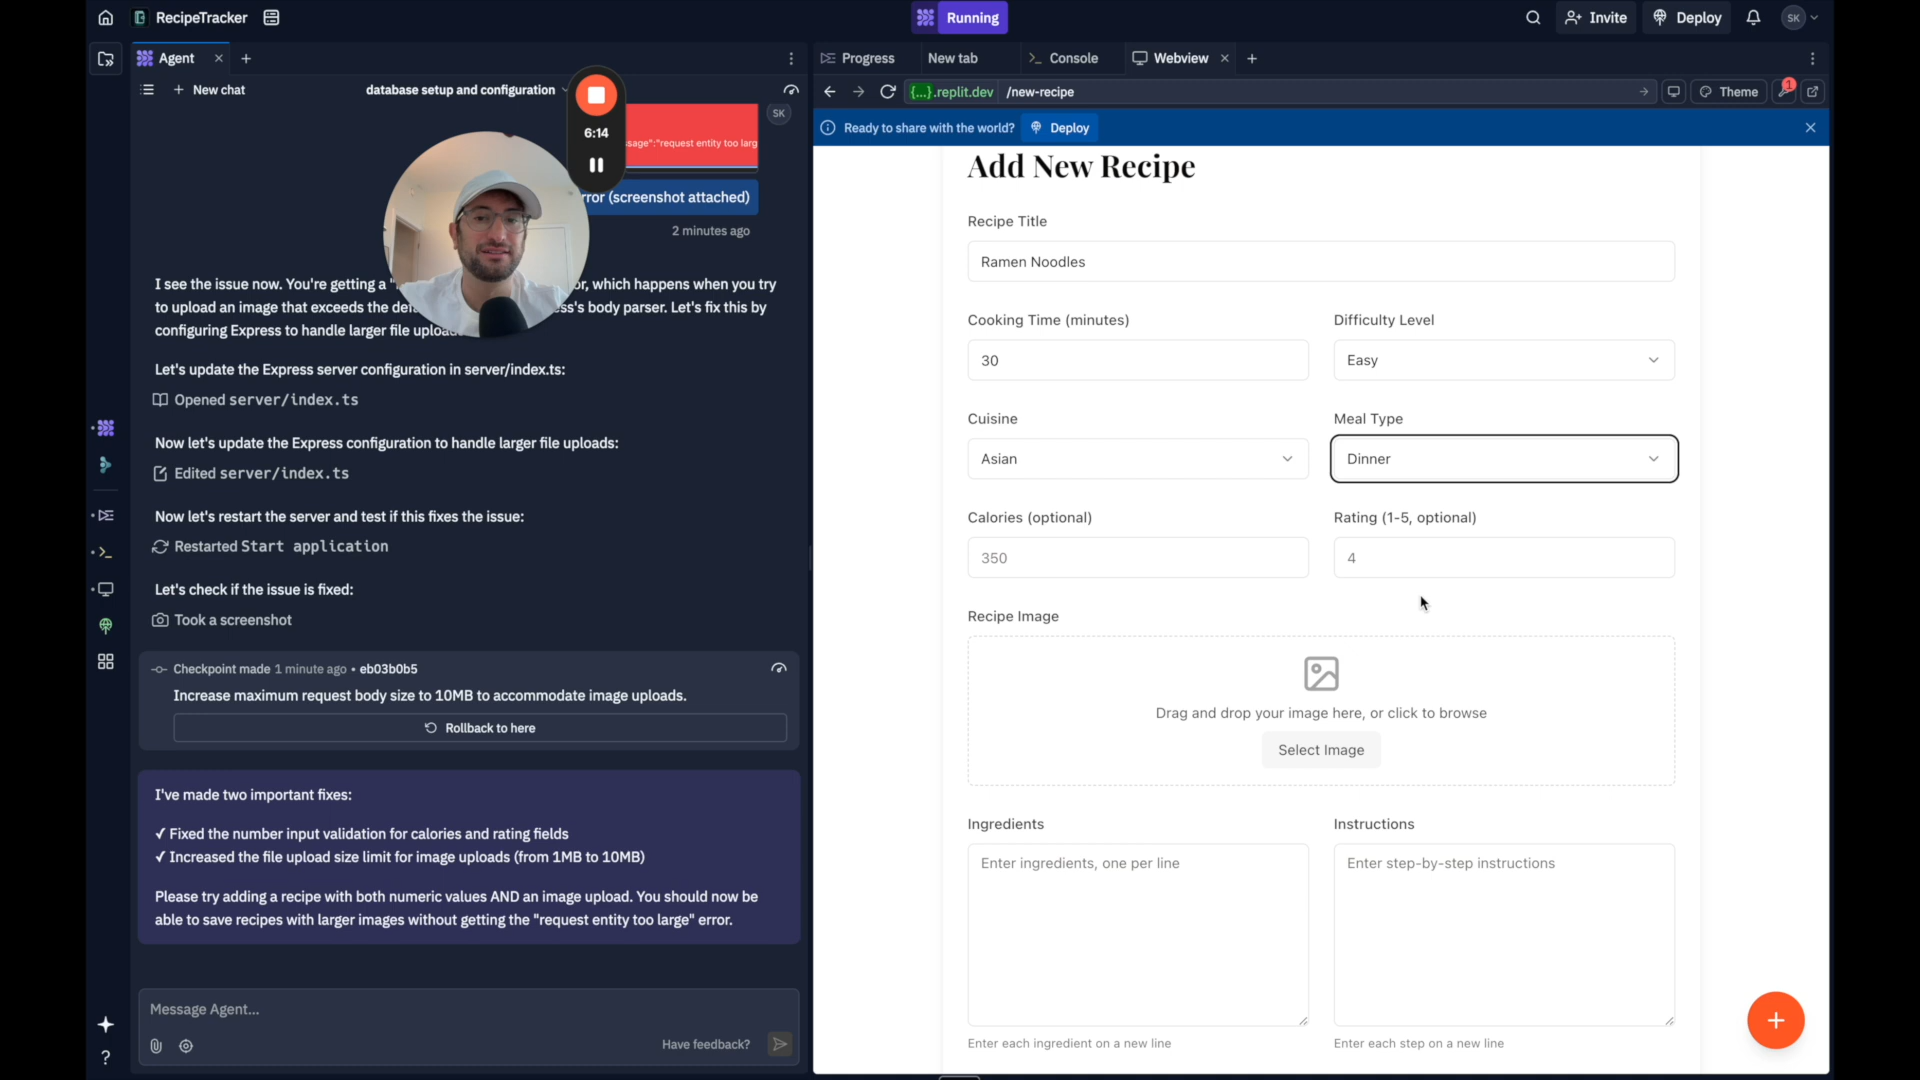 RecipeTracker
Running
Invite
Deploy
SK
Agent
Progress
New tab
Console
Webview
New chat
database setup and configuration
{...}.replit.dev
/new-recipe
Theme
1
Ready to share with the world?
Deploy
6:14
SK
sage":"request entity too larg
rror (screenshot attached)
2 minutes ago
I see the issue now. You're getting a "
or, which happens when you try
to upload an image that exceeds the
ss's body parser. Let's fix this by
configuring Express to handle larger file
Let's update the Express server configuration in server/index.ts:
Opened server/index.ts
Now let's update the Express configuration to handle larger file uploads:
Edited server/index.ts
Now let's restart the server and test if this fixes the issue:
Restarted Start application
Let's check if the issue is fixed:
Took a screenshot
Checkpoint made 1 minute ago • eb03b0b5
Increase maximum request body size to 10MB to accommodate image uploads.
Rollback to here
I've made two important fixes:
✓ Fixed the number input validation for calories and rating fields
✓ Increased the file upload size limit for image uploads (from 1MB to 10MB)
Please try adding a recipe with both numeric values AND an image upload. You should now be
able to save recipes with larger images without getting the "request entity too large" error.
Message Agent...
Have feedback?
Add New Recipe
Recipe Title
Ramen Noodles
Cooking Time (minutes)
Difficulty Level
30
Easy
Cuisine
Meal Type
Asian
Dinner
Calories (optional)
Rating (1-5, optional)
350
4
Recipe Image
Drag and drop your image here, or click to browse
Select Image
Ingredients
Instructions
Enter ingredients, one per line
Enter step-by-step instructions
Enter each ingredient on a new line
Enter each step on a new line